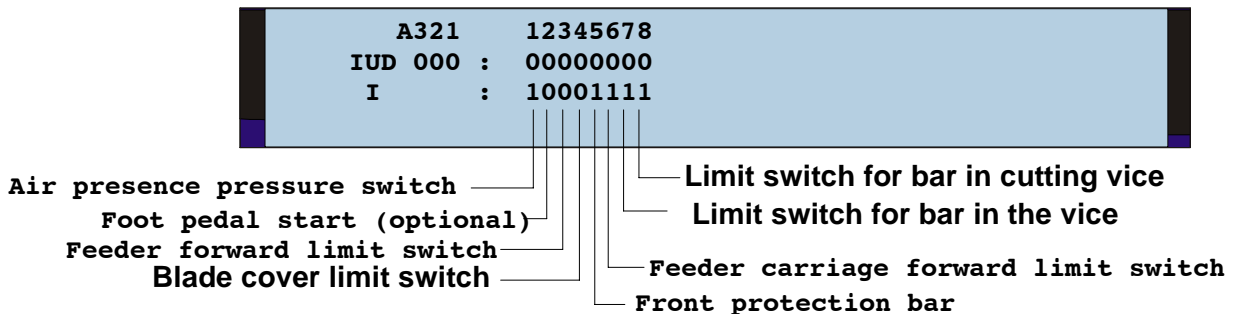 A321 12345678
IUD 000 : 00000000
I : 10001111
Air presence pressure switch
Foot pedal start (optional)
Feeder forward limit switch
Blade cover limit switch
Limit switch for bar in cutting vice
Limit switch for bar in the vice
Feeder carriage forward limit switch
Front protection bar